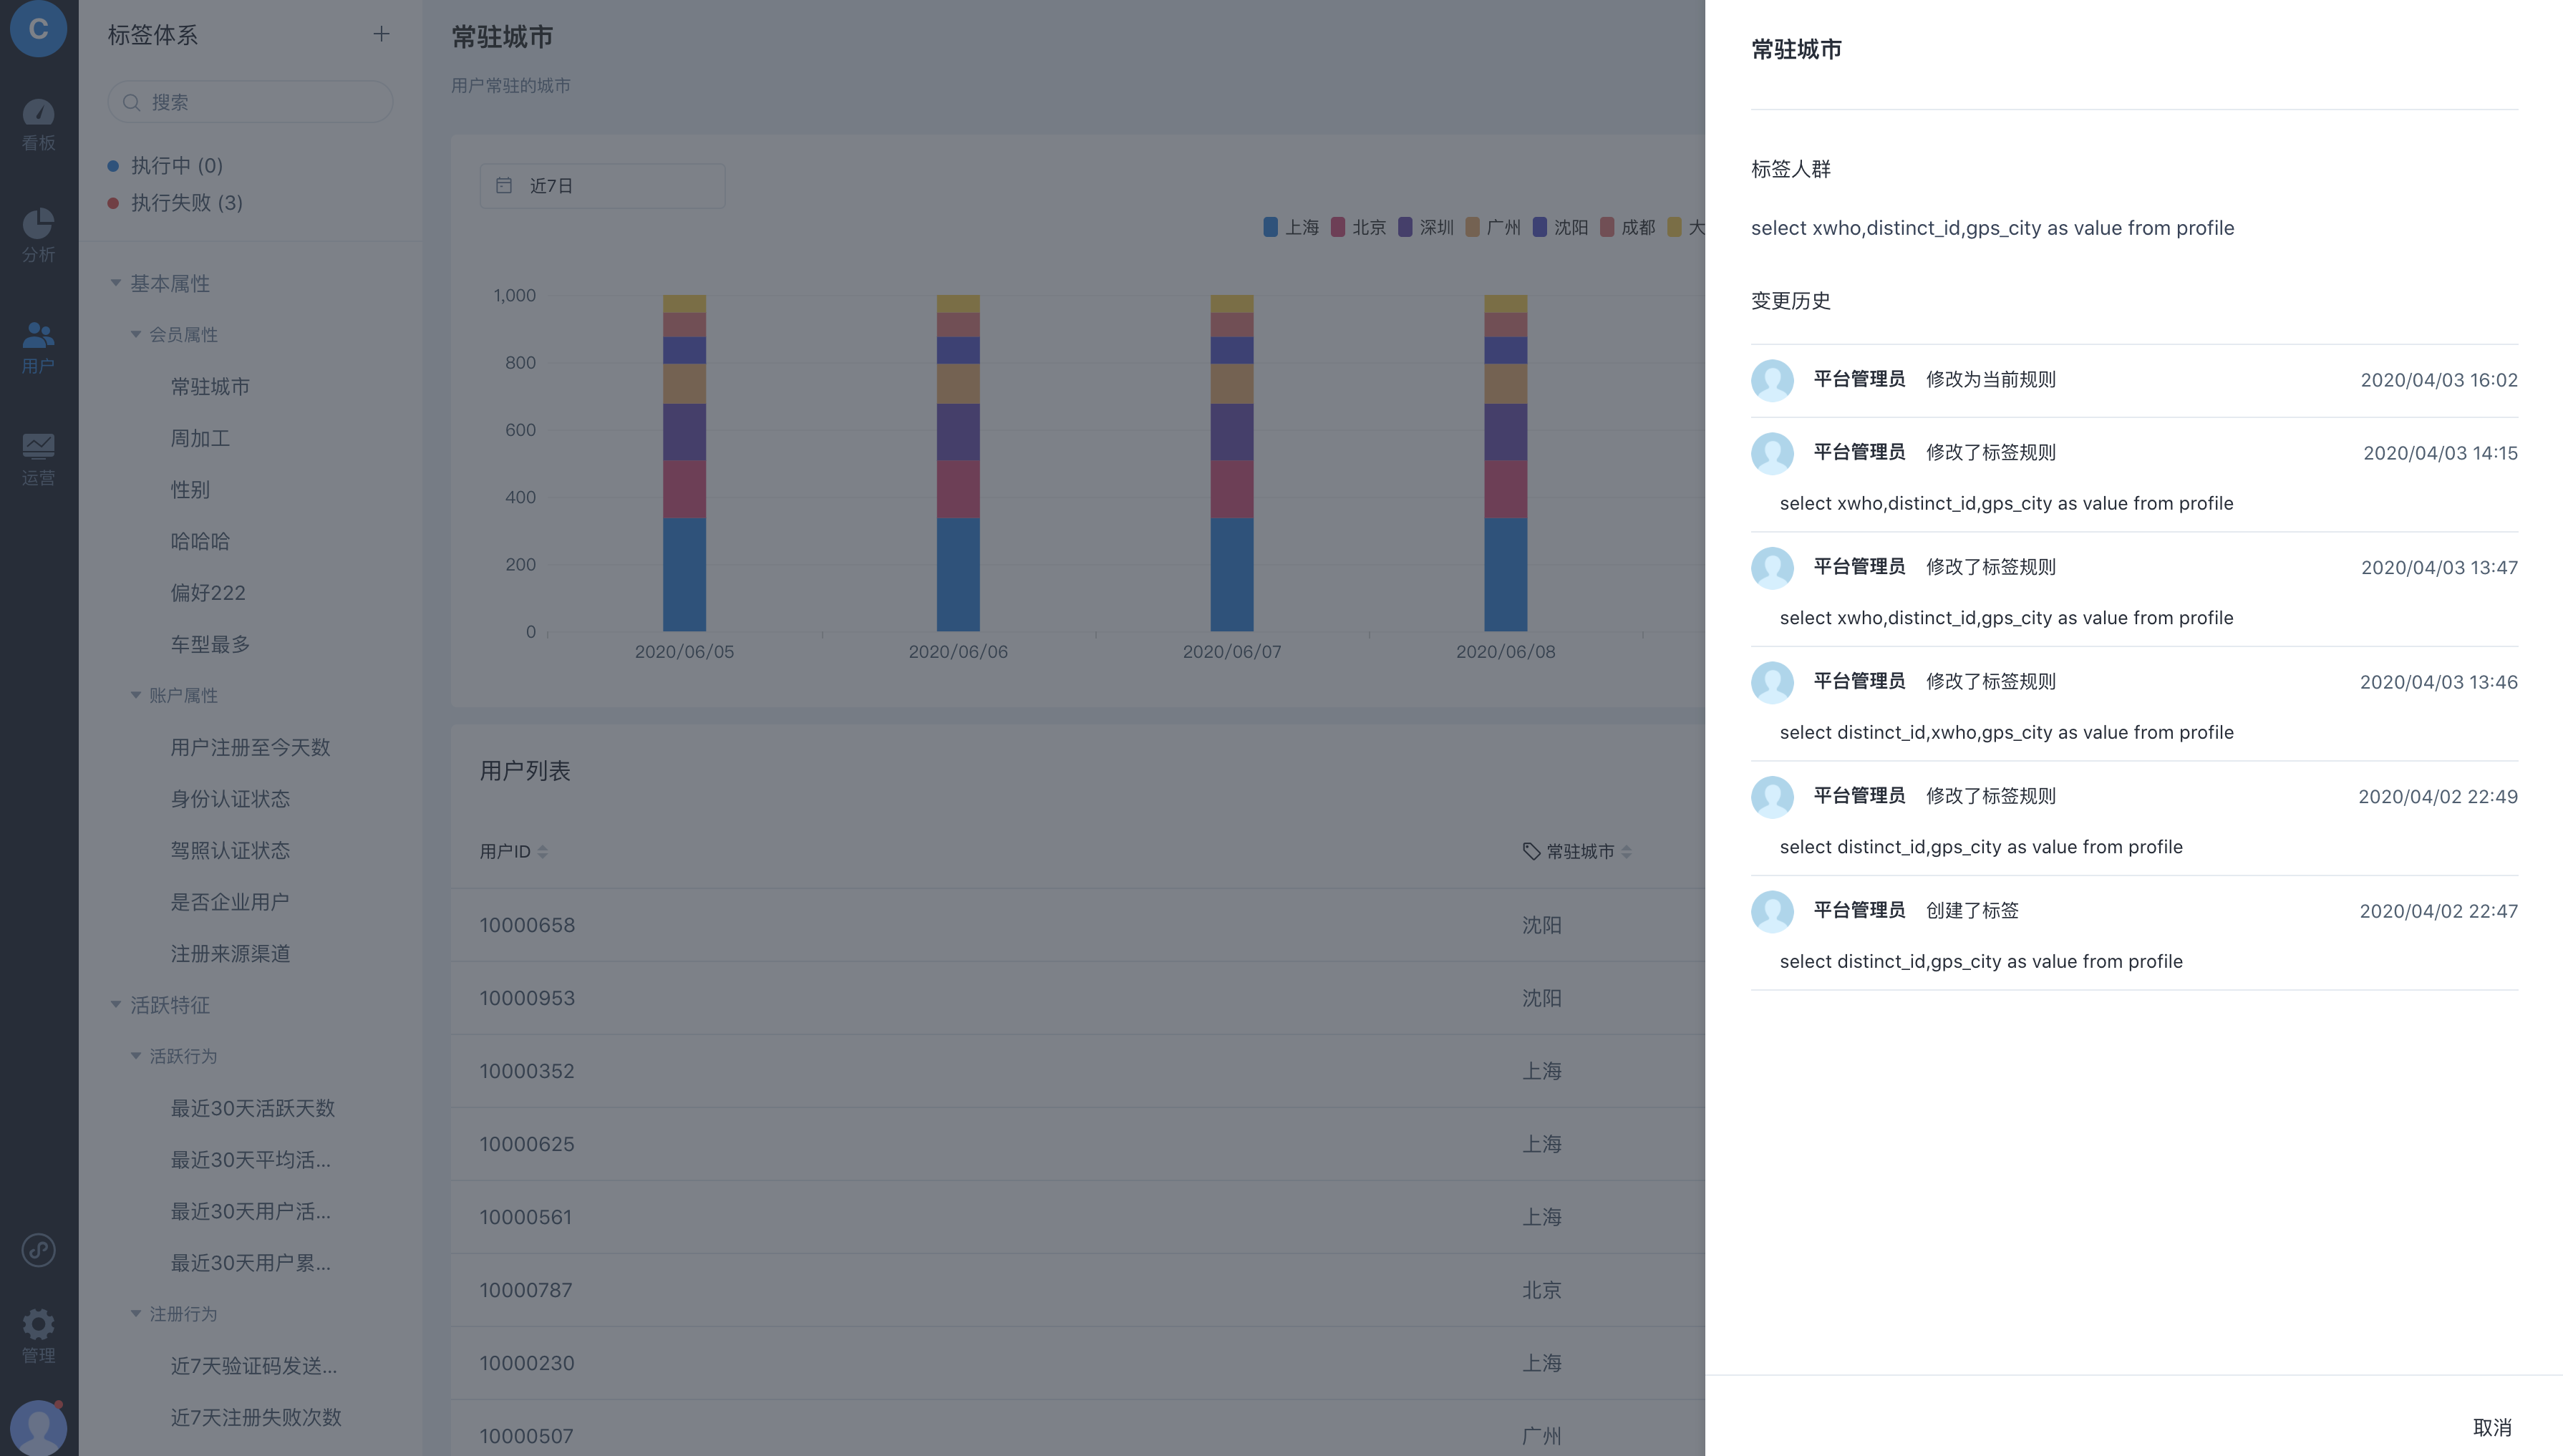 C
看板
分析
用户
运营
管理
标签体系
搜索
执行中 (0)
执行失败 (3)
基本属性
会员属性
常驻城市
周加工
性别
哈哈哈
偏好222
车型最多
账户属性
用户注册至今天数
身份认证状态
驾照认证状态
是否企业用户
注册来源渠道
活跃特征
活跃行为
最近30天活跃天数
最近30天平均活...
最近30天用户活...
最近30天用户累...
注册行为
近7天验证码发送...
近7天注册失败次数
常驻城市
用户常驻的城市
近7日
上海 北京 深圳 广州 沈阳 成都 大
1,000
800
600
400
200
0
2020/06/05 2020/06/06 2020/06/07 2020/06/08
用户列表
用户ID 常驻城市
10000658 沈阳
10000953 沈阳
10000352 上海
10000625 上海
10000561 上海
10000787 北京
10000230 上海
10000507 广州
常驻城市
标签人群
select xwho,distinct_id,gps_city as value from profile
变更历史
平台管理员 修改为当前规则 2020/04/03 16:02
平台管理员 修改了标签规则 2020/04/03 14:15
select xwho,distinct_id,gps_city as value from profile
平台管理员 修改了标签规则 2020/04/03 13:47
select xwho,distinct_id,gps_city as value from profile
平台管理员 修改了标签规则 2020/04/03 13:46
select distinct_id,xwho,gps_city as value from profile
平台管理员 修改了标签规则 2020/04/02 22:49
select distinct_id,gps_city as value from profile
平台管理员 创建了标签 2020/04/02 22:47
select distinct_id,gps_city as value from profile
取消